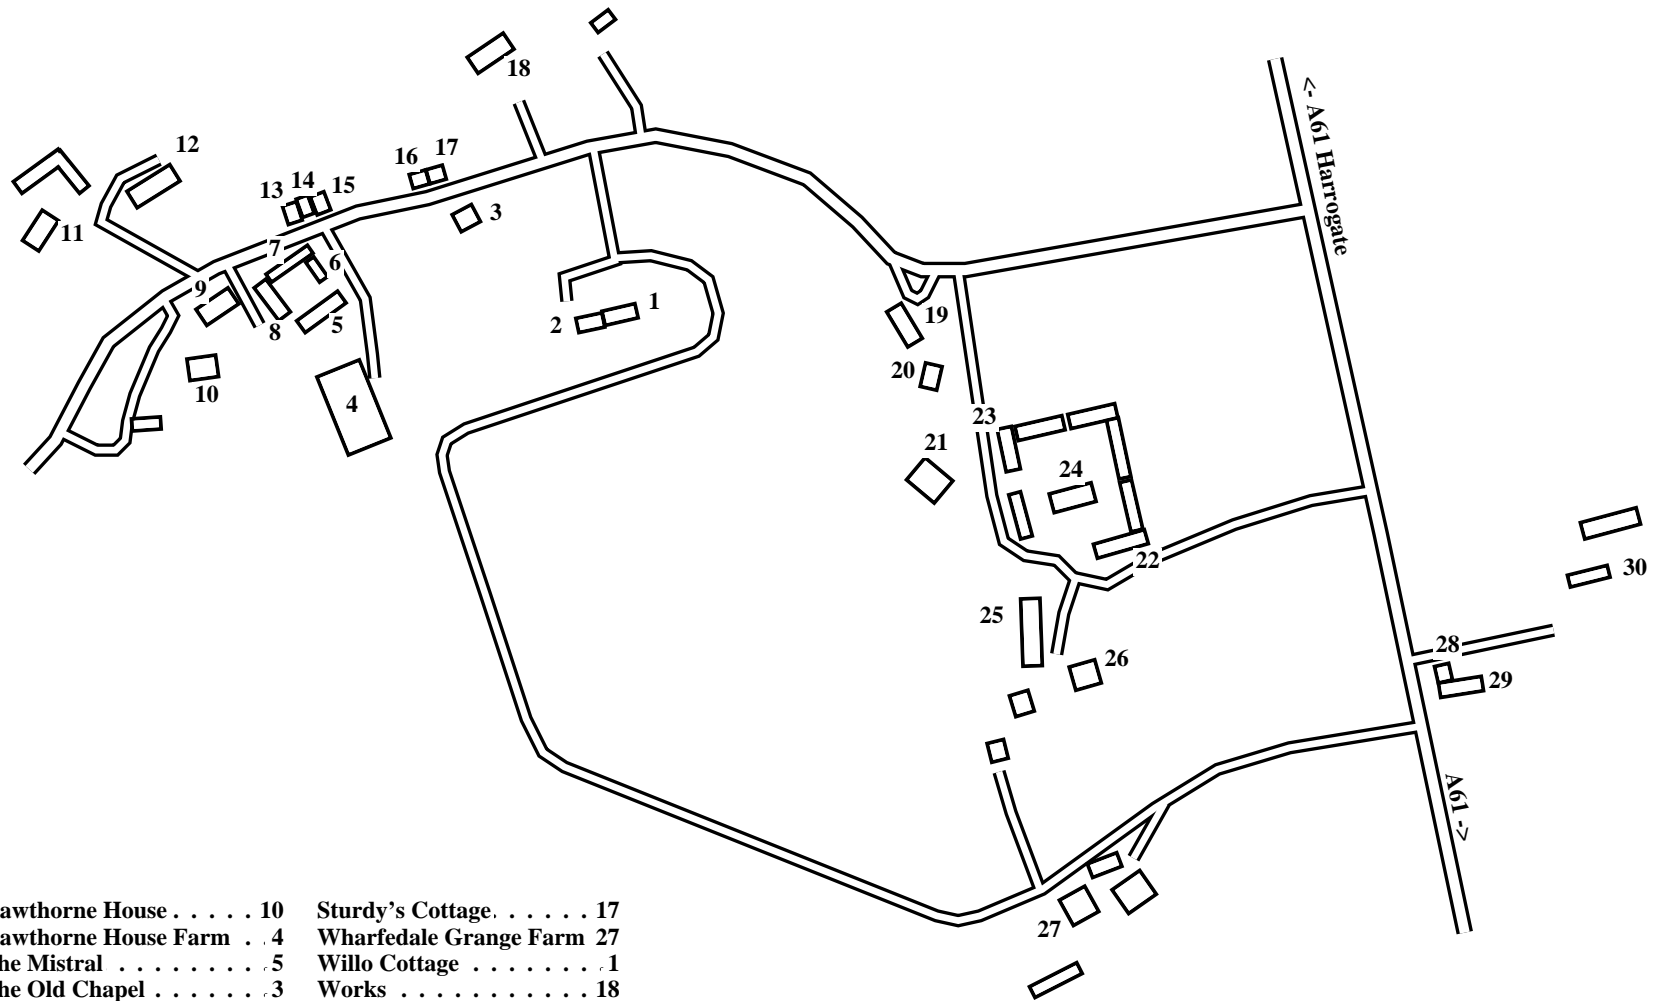 18
<- A61 Harrogate
12
16 17
13 14 15
11
3
7
6
9
1
2
5
8
19
20
10
4
23
21
24
30
22
25
28
26
29
A61 ->
27
awthorne House . . . . . 10
awthorne House Farm . . 4
he Mistral . . . . . . . . . . 5
he Old Chapel . . . . . . . 3
Sturdy's Cottage. . . . . . . 17
Wharfedale Grange Farm 27
Willo Cottage . . . . . . . . 1
Works . . . . . . . . . . . . 18